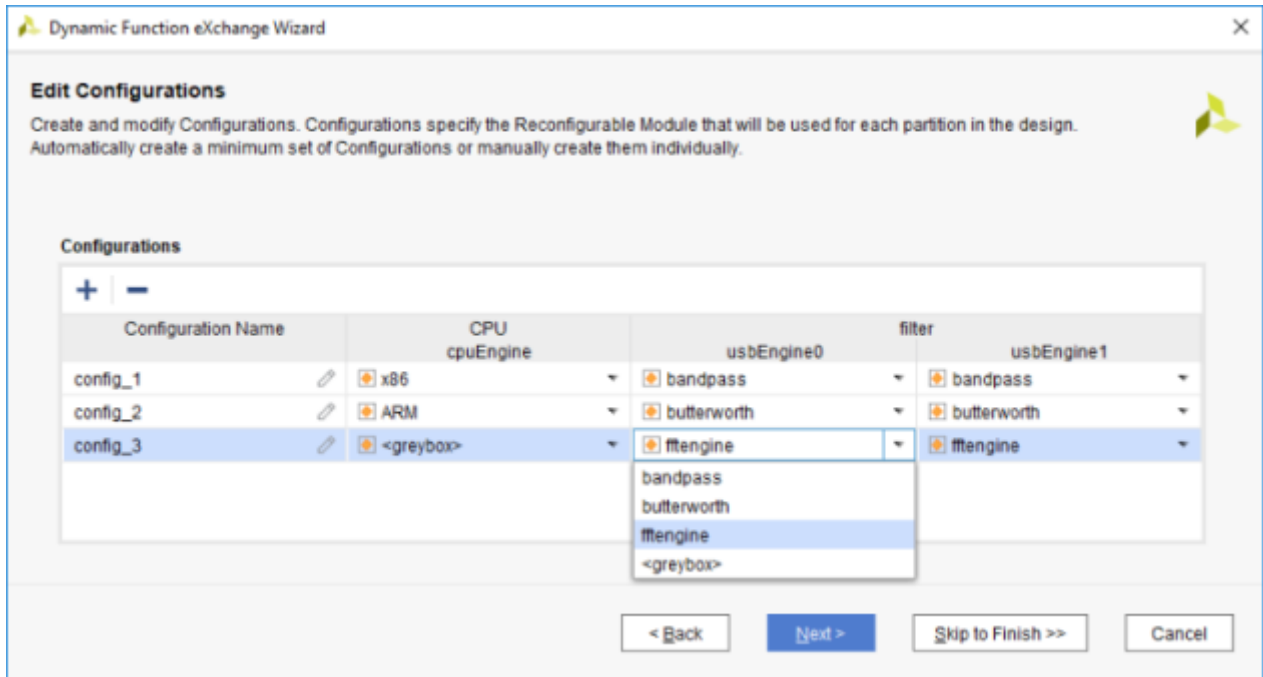 Dynamic Function eXchange Wizard
Edit Configurations
Create and modify Configurations. Configurations specify the Reconfigurable Module that will be used for each partition in the design.
Automatically create a minimum set of Configurations or manually create them individually.
Configurations
Configuration Name CPU filter
cpuEngine usbEngine0 usbEngine1
config_1 x86 bandpass bandpass
config_2 ARM butterworth butterworth
config_3 <greybox> fftengine fftengine
bandpass
butterworth
fftengine
<greybox>
< Back Next > Skip to Finish >> Cancel